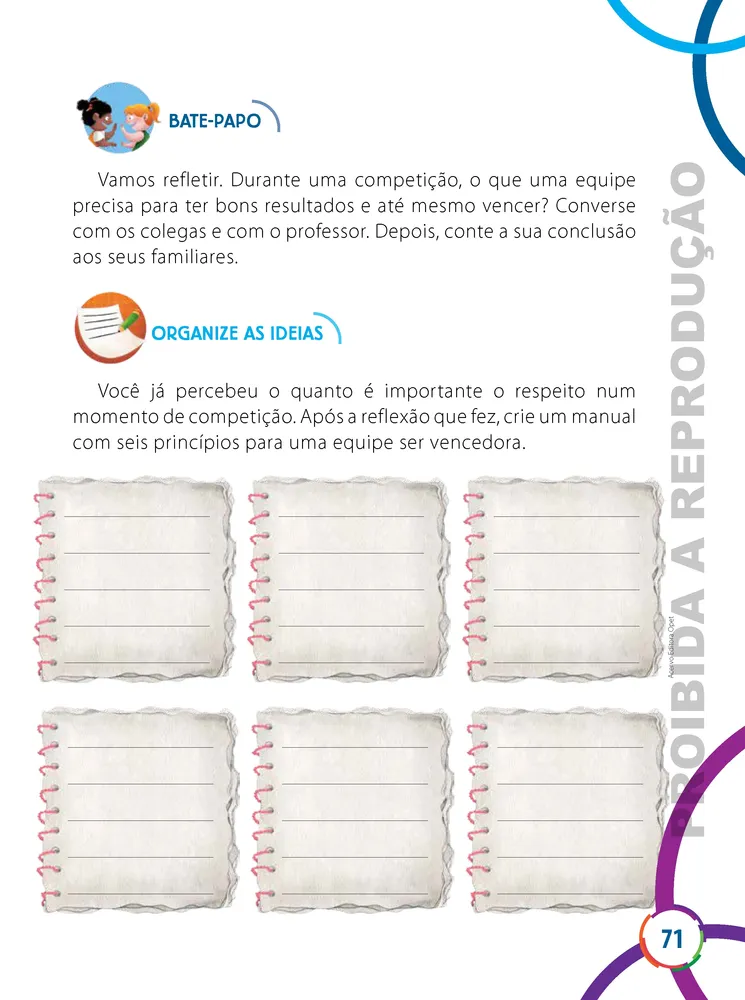 BATE-PAPO
Vamos refletir. Durante uma competição, o que uma equipe
precisa para ter bons resultados e até mesmo vencer? Converse
com os colegas e com o professor. Depois, conte a sua conclusão
aos seus familiares.
ORGANIZE AS IDEIAS
Você já percebeu o quanto é importante o respeito num
momento de competição. Após a reflexão que fez, crie um manual
com seis princípios para uma equipe ser vencedora.
Acervo Editora Opet
PROIBIDA A REPRODUÇÃO
71